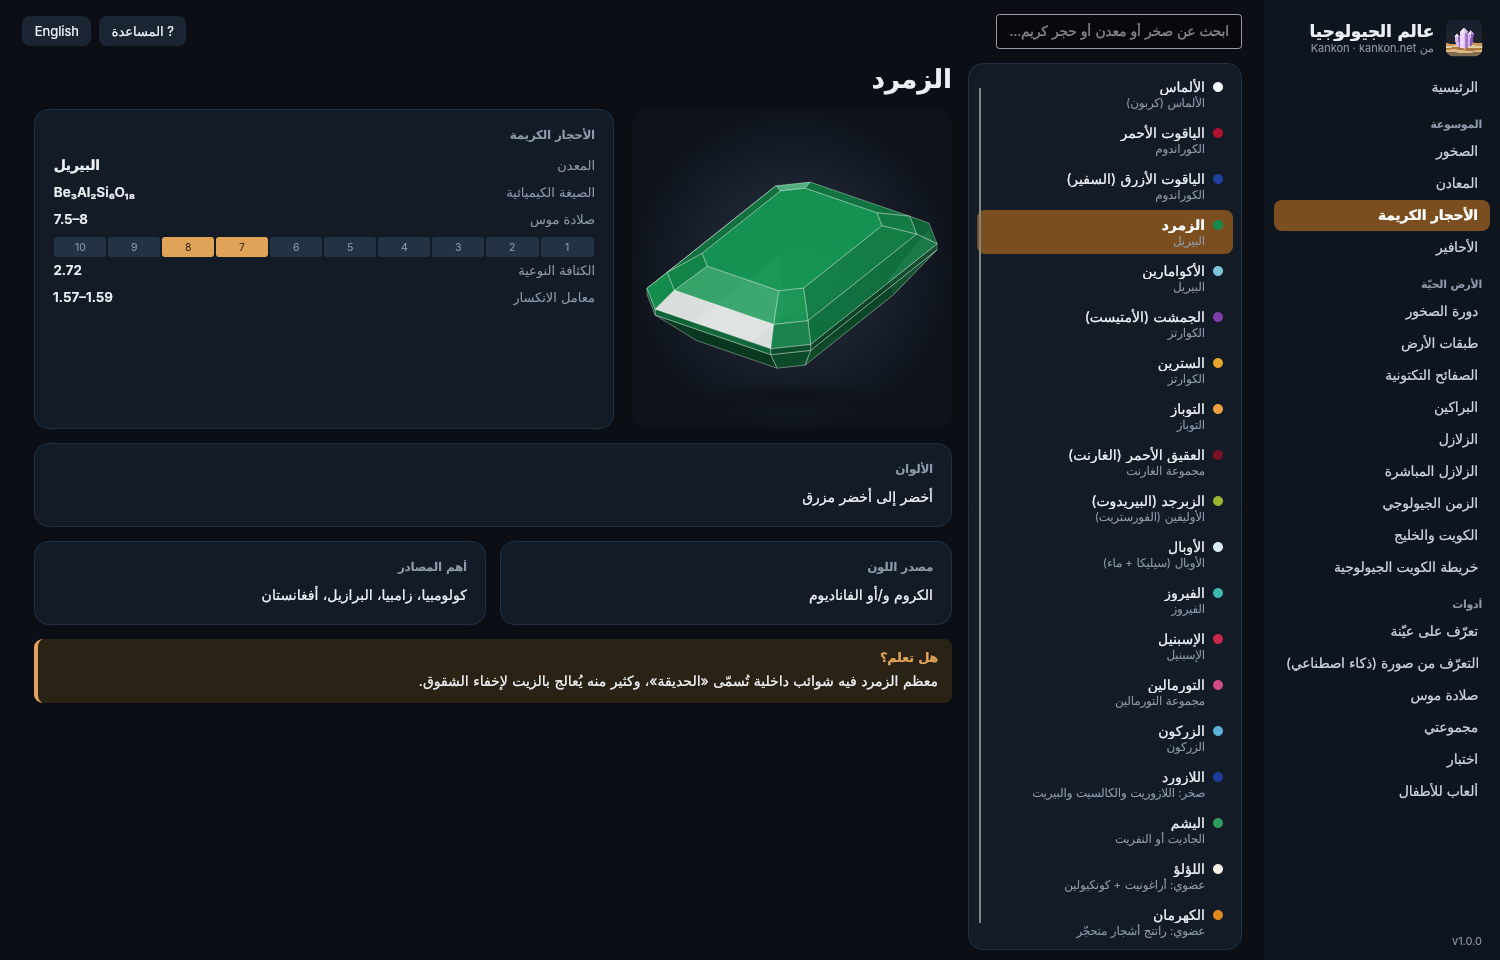 عالم الجيولوجيا
من Kankon · kankon.net
ابحث عن صخر أو معدن أو حجر كريم...
? المساعدة
English
الرئيسية
الموسوعة
الصخور
المعادن
الأحجار الكريمة
الأحافير
الأرض الحيّة
دورة الصخور
طبقات الأرض
الصفائح التكتونية
البراكين
الزلازل
الزلازل المباشرة
الزمن الجيولوجي
الكويت والخليج
خريطة الكويت الجيولوجية
أدوات
تعرّف على عيّنة
التعرّف من صورة (ذكاء اصطناعي)
صلادة موس
مجموعتي
اختبار
ألعاب للأطفال
v1.0.0
الألماس
الألماس (كربون)
الياقوت الأحمر
الكوراندوم
الياقوت الأزرق (السفير)
الكوراندوم
الزمرد
البيريل
الأكوامارين
البيريل
الجمشت (الأمتيست)
الكوارتز
السترين
الكوارتز
التوباز
التوباز
العقيق الأحمر (الغارنت)
مجموعة الغارنت
الزبرجد (البيريدوت)
الأوليفين (الفورستريت)
الأوبال
الأوبال (سيليكا + ماء)
الفيروز
الفيروز
الإسبنيل
الإسبنيل
التورمالين
مجموعة التورمالين
الزركون
الزركون
اللازورد
صخر: اللازوريت والكالسيت والبيريت
اليشم
الجاديت أو النفريت
اللؤلؤ
عضوي: أراغونيت + كونكيولين
الكهرمان
عضوي: راتنج أشجار متحجّر
الزمرد
الأحجار الكريمة
المعدن البيريل
الصيغة الكيميائية Be₃Al₂Si₆O₁₈
صلادة موس 7.5–8
1 2 3 4 5 6 7 8 9 10
الكثافة النوعية 2.72
معامل الانكسار 1.57–1.59
الألوان
أخضر إلى أخضر مزرق
مصدر اللون
الكروم و/أو الفاناديوم
أهم المصادر
كولومبيا، زامبيا، البرازيل، أفغانستان
هل تعلم؟
معظم الزمرد فيه شوائب داخلية تُسمّى «الحديقة»، وكثير منه يُعالج بالزيت لإخفاء الشقوق.